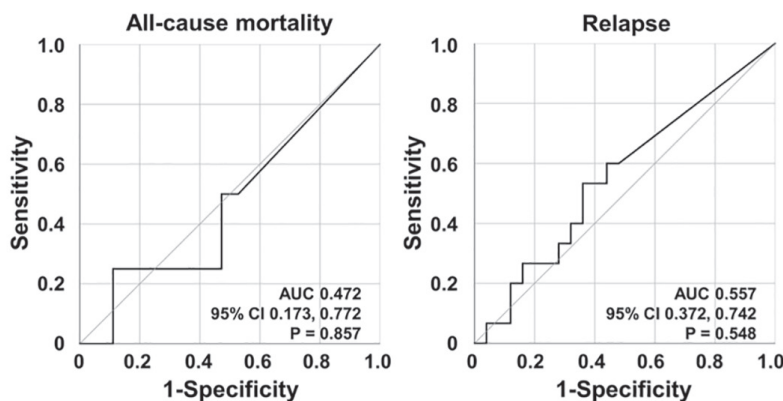 All-cause mortality
Sensitivity
1.0
0.8
0.6
0.4
0.2
0
AUC 0.472
95% CI 0.173, 0.772
P = 0.857
0 0.2 0.4 0.6 0.8 1.0
1-Specificity
Relapse
Sensitivity
1.0
0.8
0.6
0.4
0.2
0
AUC 0.557
95% CI 0.372, 0.742
P = 0.548
0 0.2 0.4 0.6 0.8 1.0
1-Specificity